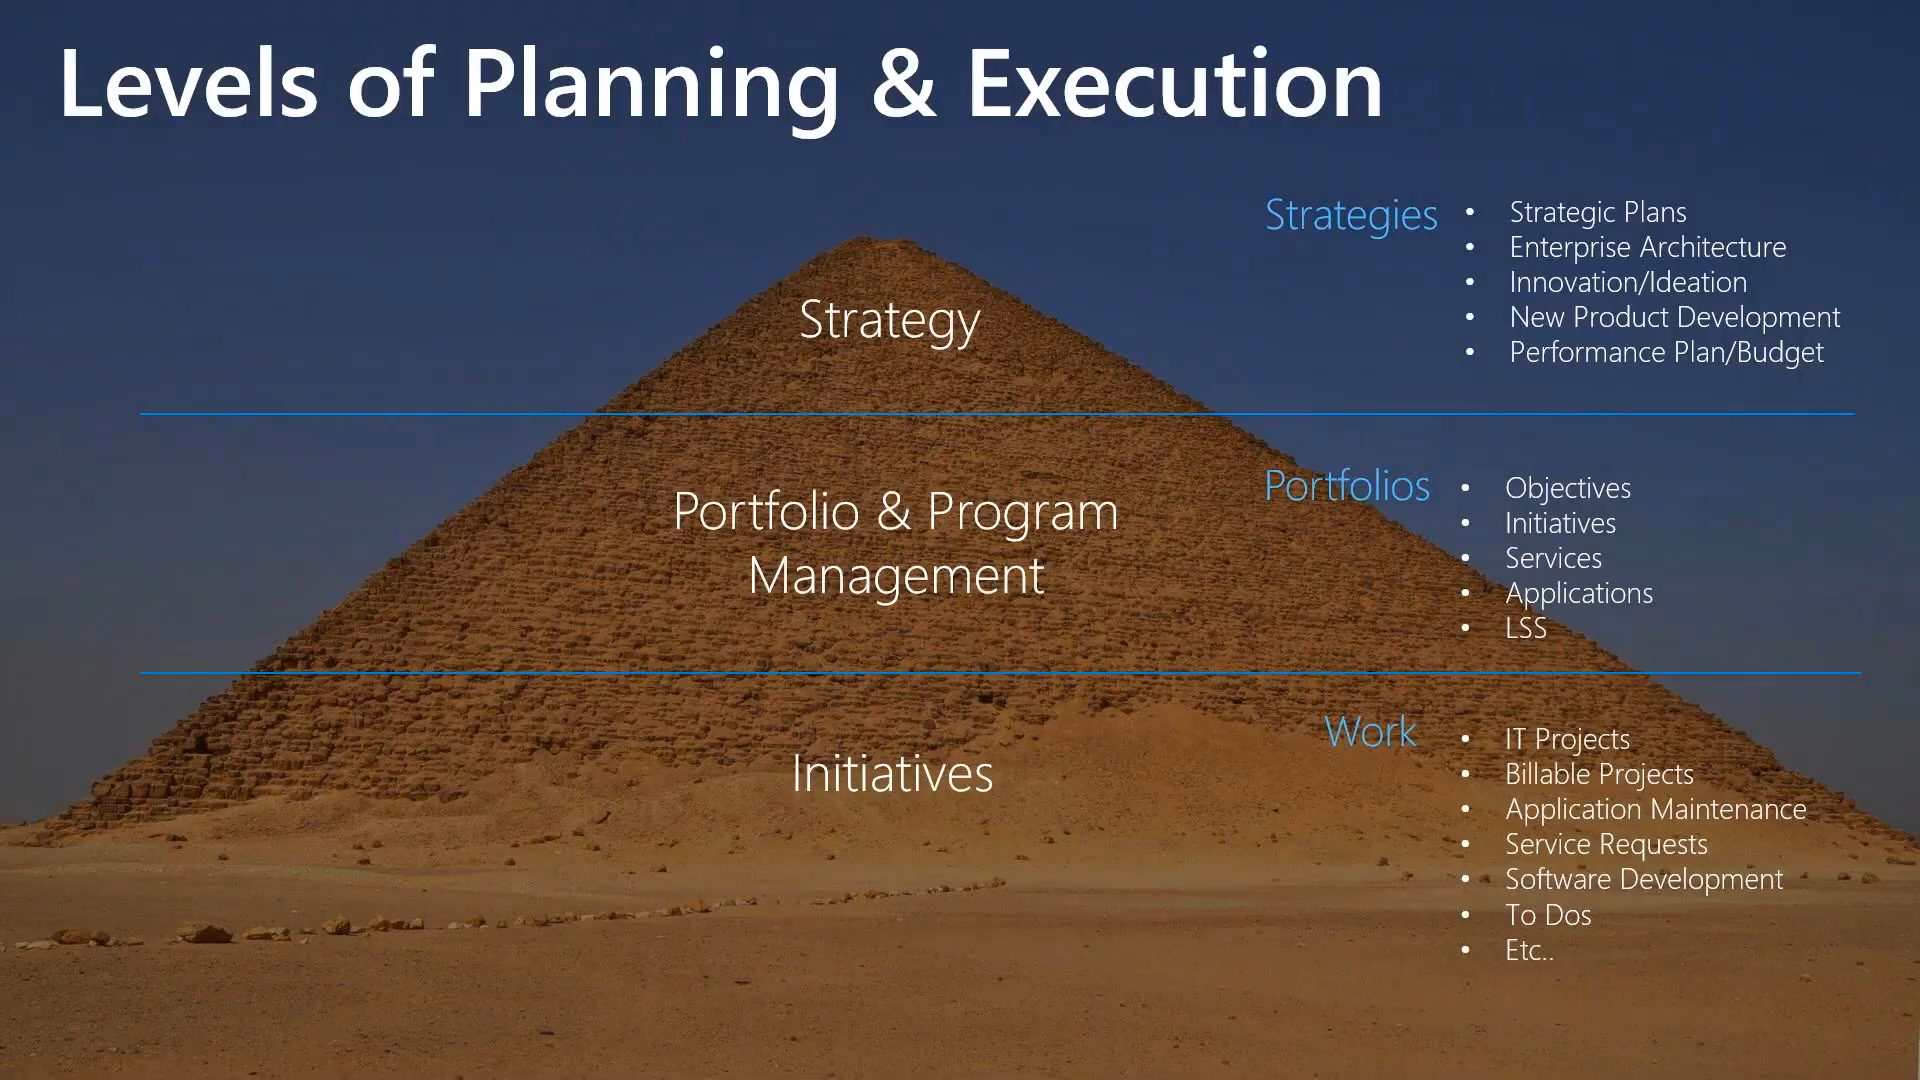 Levels of Planning & Execution
Strategy
Strategies
• Strategic Plans
• Enterprise Architecture
• Innovation/Ideation
• New Product Development
• Performance Plan/Budget
Portfolio & Program
Management
Portfolios
• Objectives
• Initiatives
• Services
• Applications
• LSS
Initiatives
Work
• IT Projects
• Billable Projects
• Application Maintenance
• Service Requests
• Software Development
• To Dos
• Etc..